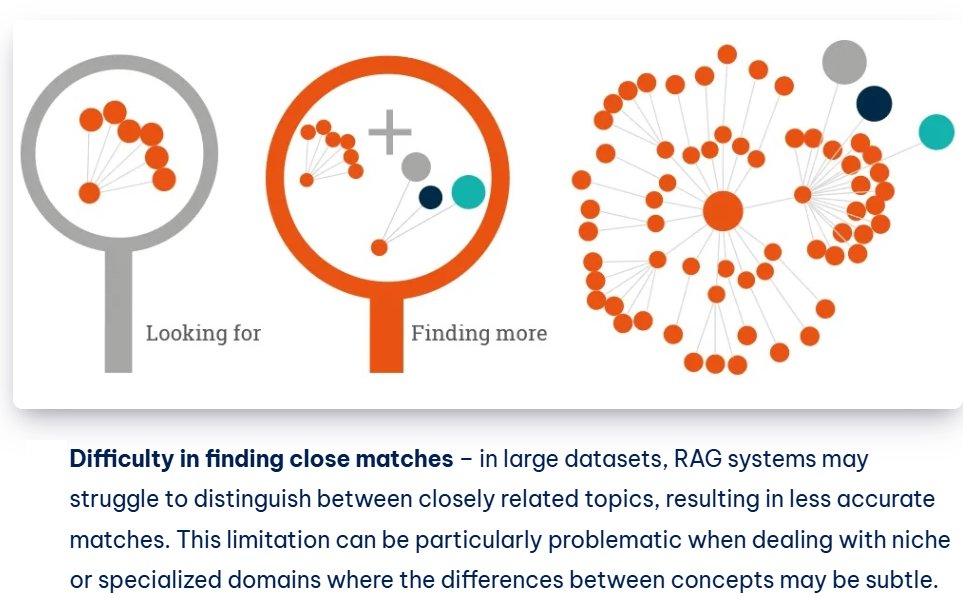 Looking for
Finding more
Difficulty in finding close matches – in large datasets, RAG systems may
struggle to distinguish between closely related topics, resulting in less accurate
matches. This limitation can be particularly problematic when dealing with niche
or specialized domains where the differences between concepts may be subtle.